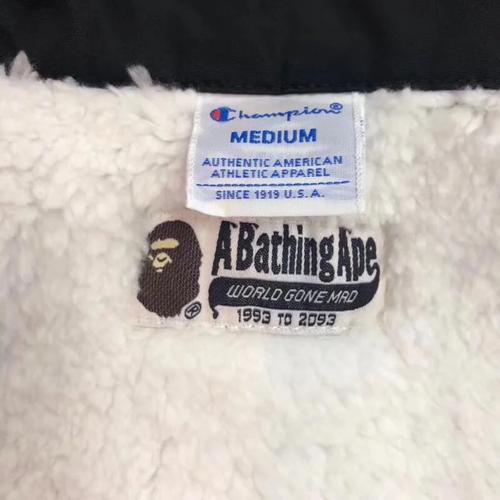 Champion®
MEDIUM
AUTHENTIC AMERICAN
ATHLETIC APPAREL
SINCE 1919 U.S.A.
A Bathing Ape
WORLD GONE MAD
®
1993 TO 2093